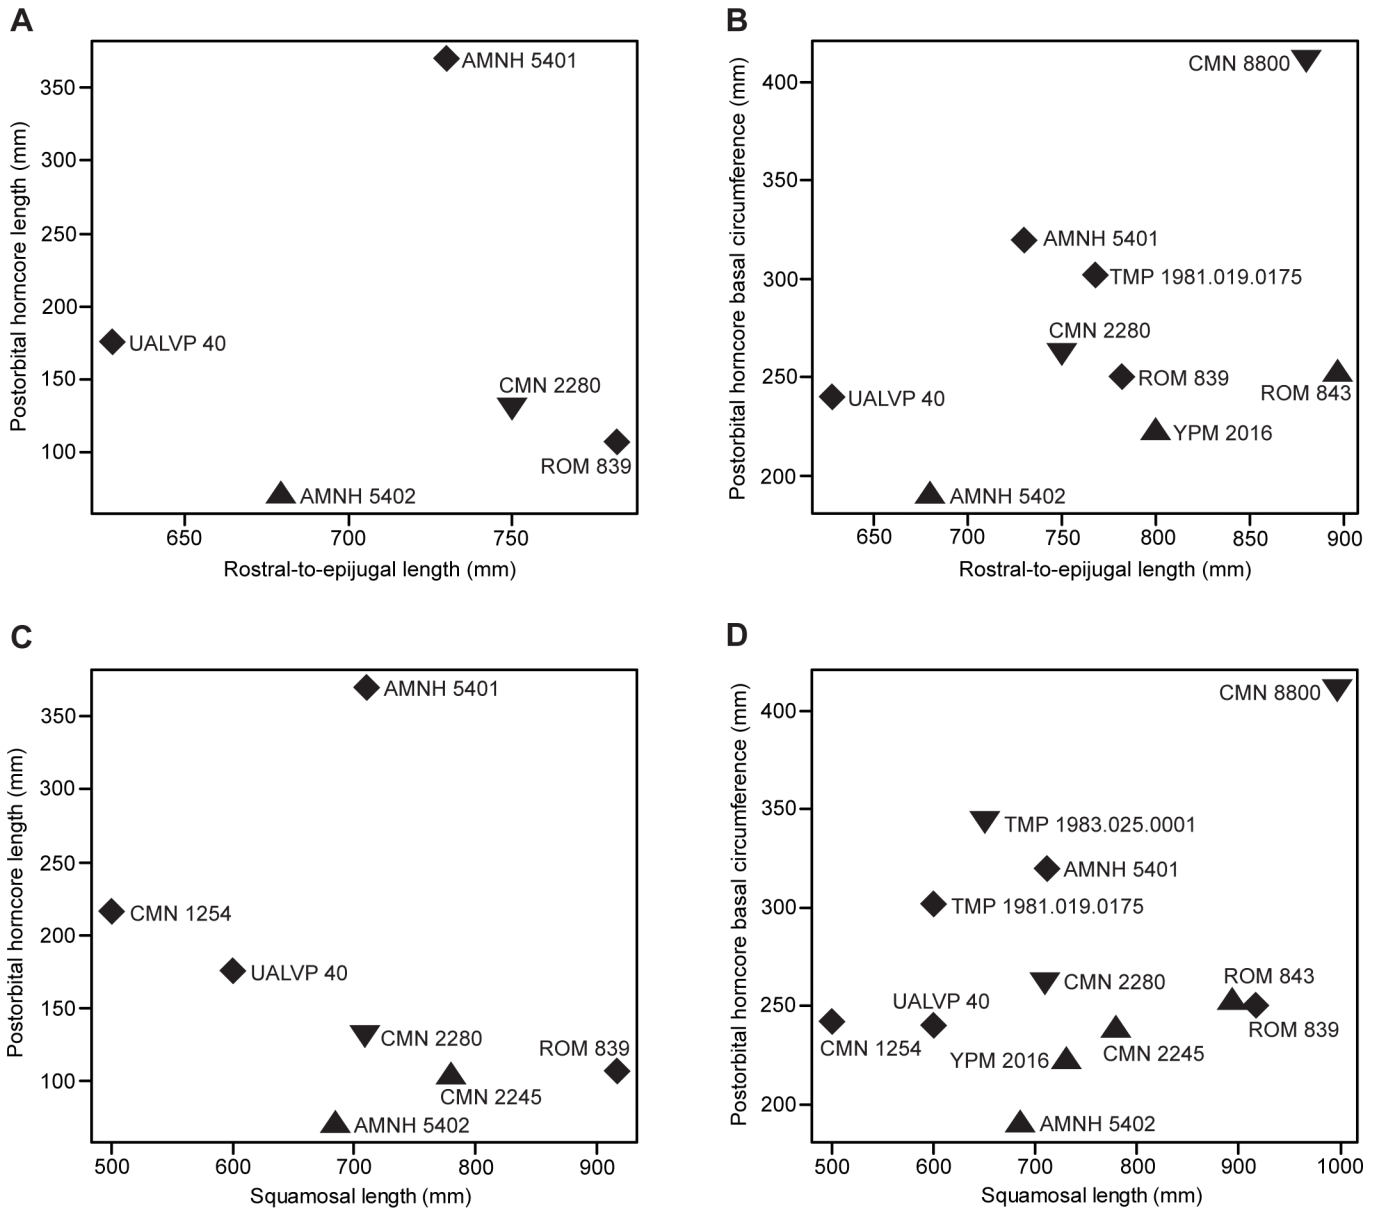 A
Postorbital horncore length (mm)
350
300
250
200
150
100
AMNH 5401
UALVP 40
CMN 2280
ROM 839
AMNH 5402
650 700 750
Rostral-to-epijugal length (mm)
B
Postorbital horncore basal circumference (mm)
400
350
300
250
200
CMN 8800
AMNH 5401
TMP 1981.019.0175
CMN 2280
ROM 839
ROM 843
UALVP 40
YPM 2016
AMNH 5402
650 700 750 800 850 900
Rostral-to-epijugal length (mm)
C
Postorbital horncore length (mm)
350
300
250
200
150
100
AMNH 5401
CMN 1254
UALVP 40
CMN 2280
ROM 839
CMN 2245
AMNH 5402
500 600 700 800 900
Squamosal length (mm)
D
Postorbital horncore basal circumference (mm)
400
350
300
250
200
CMN 8800
TMP 1983.025.0001
AMNH 5401
TMP 1981.019.0175
CMN 2280
ROM 843
UALVP 40
ROM 839
CMN 1254
CMN 2245
YPM 2016
AMNH 5402
500 600 700 800 900 1000
Squamosal length (mm)